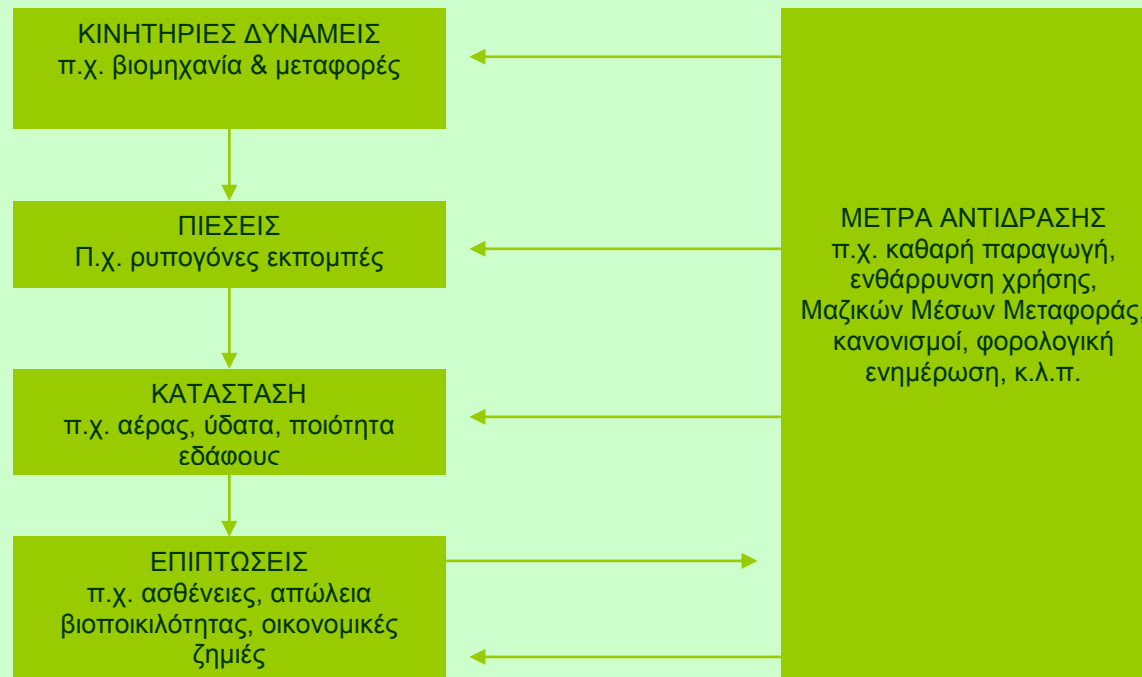 ΚΙΝΗΤΗΡΙΕΣ ΔΥΝΑΜΕΙΣ
π.χ. βιομηχανία & μεταφορές
ΠΙΕΣΕΙΣ
Π.χ. ρυπογόνες εκπομπές
ΚΑΤΑΣΤΑΣΗ
π.χ. αέρας, ύδατα, ποιότητα
εδάφους
ΕΠΙΠΤΩΣΕΙΣ
π.χ. ασθένειες, απώλεια
βιοποικιλότητας, οικονομικές
ζημιές
ΜΕΤΡΑ ΑΝΤΙΔΡΑΣΗΣ
π.χ. καθαρή παραγωγή,
ενθάρρυνση χρήσης,
Μαζικών Μέσων Μεταφοράς,
κανονισμοί, φορολογική
ενημέρωση, κ.λ.π.